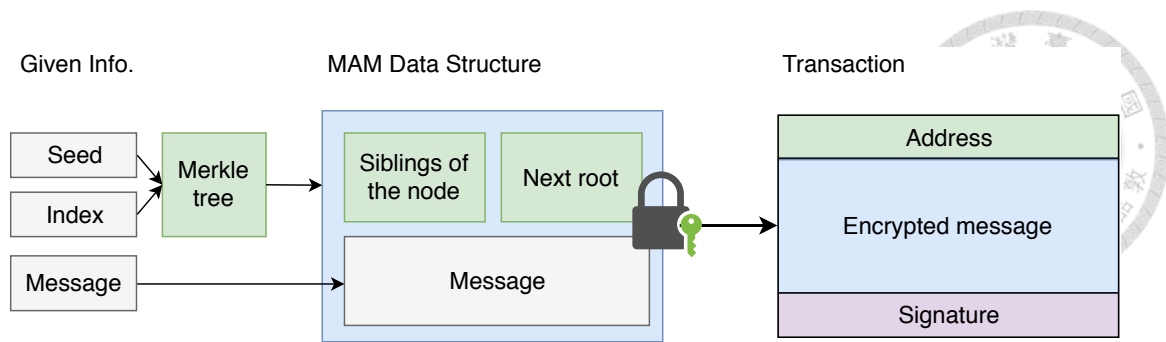 Given Info.
MAM Data Structure
Transaction
Seed
Index
Message
Merkle
tree
Siblings of
the node
Next root
Message
Address
Encrypted message
Signature